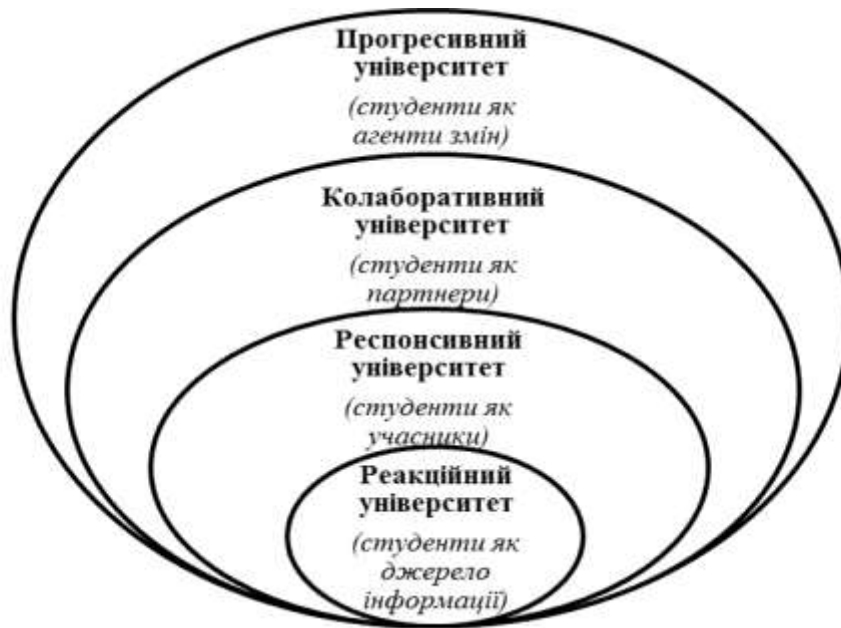 Прогресивний
університет
(студенти як
агенти змін)
Колаборативний
університет
(студенти як
партнери)
Респонсивний
університет
(студенти як
учасники)
Реакційний
університет
(студенти як
джерело
інформації)